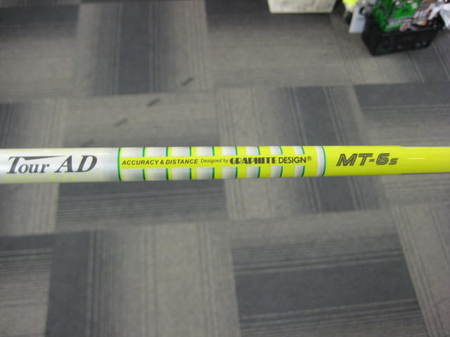 Tour AD ACCURACY & DISTANCE Designed by GRAPHITE DESIGN® MT-6s